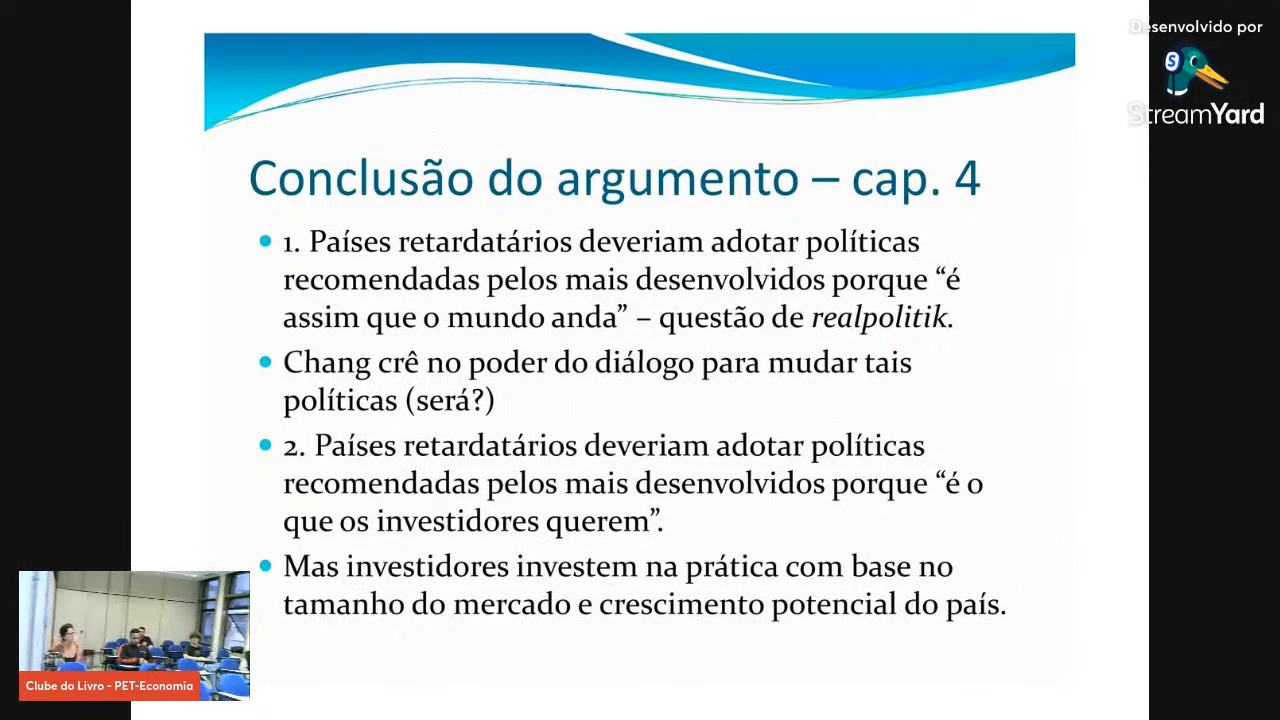 Desenvolvido por
StreamYard
Conclusão do argumento – cap. 4
1. Países retardatários deveriam adotar políticas
recomendadas pelos mais desenvolvidos porque “é
assim que o mundo anda” – questão de realpolitik.
Chang crê no poder do diálogo para mudar tais
políticas (será?)
2. Países retardatários deveriam adotar políticas
recomendadas pelos mais desenvolvidos porque “é o
que os investidores querem”.
Mas investidores investem na prática com base no
tamanho do mercado e crescimento potencial do país.
Clube do Livro - PET-Economia